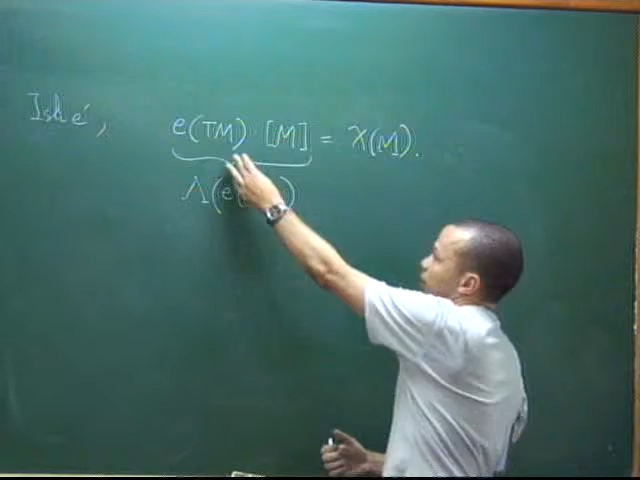 Isto é, e(TM) · [M] = χ(M).
Λ(e